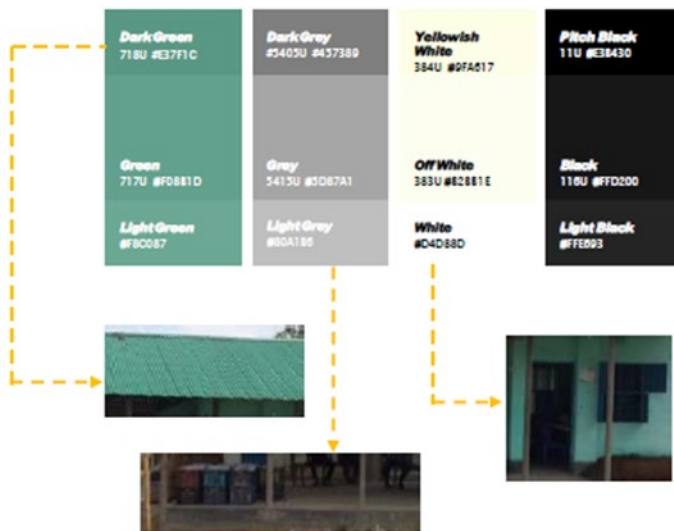 Dark Green
718U #E37F1C
Green
717U #F0881D
Light Green
#F8C087
Dark Grey
#5405U #457389
Grey
5415U #5D87A1
Light Grey
#80A186
Yellowish
White
384U #9FA617
Off White
383U #82881E
White
#D4D88D
Pitch Black
11U #E38430
Black
116U #FFD200
Light Black
#FFE693